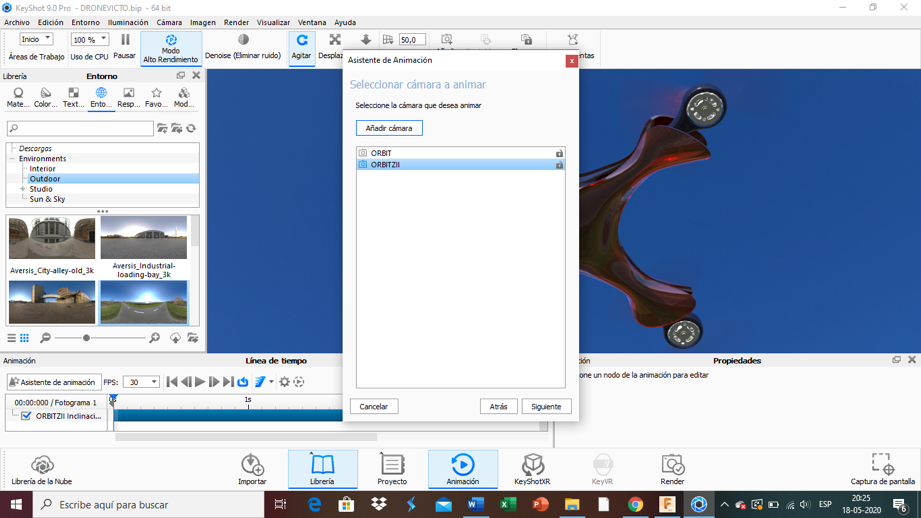 KeyShot 9.0 Pro - DRONEVICTO.bip - 64 bit
Archivo Edición Entorno Iluminación Cámara Imagen Render Visualizar Ventana Ayuda
Inicio 100 % 50,0
Áreas de Trabajo Uso de CPU Pausar Modo Alto Rendimiento Denoise (Eliminar ruido) Agitar
Librería Entorno
Mate... Color... Text... Ento... Resp... Favo... Mod...
Descargas
Environments
Interior
Outdoor
Studio
Sun & Sky
Aversis_City-alley-old_3k
Aversis_Industrial-
loading-bay_3k
Asistente de Animación
x
Seleccionar cámara a animar
Seleccione la cámara que desea animar
Añadir cámara
ORBIT
ORBITZII
Cancelar Atrás Siguiente
Animación Línea de tiempo Propiedades
Asistente de animación FPS: 30
one un nodo de la animación para editar
00:00:000 / Fotograma 1 1s
ORBITZII Inclinaci...
Librería de la Nube Importar Librería Proyecto Animación KeyShotXR KeyVR Render Captura de pantalla
Escribe aquí para buscar
ESP
20:25
18-05-2020
6